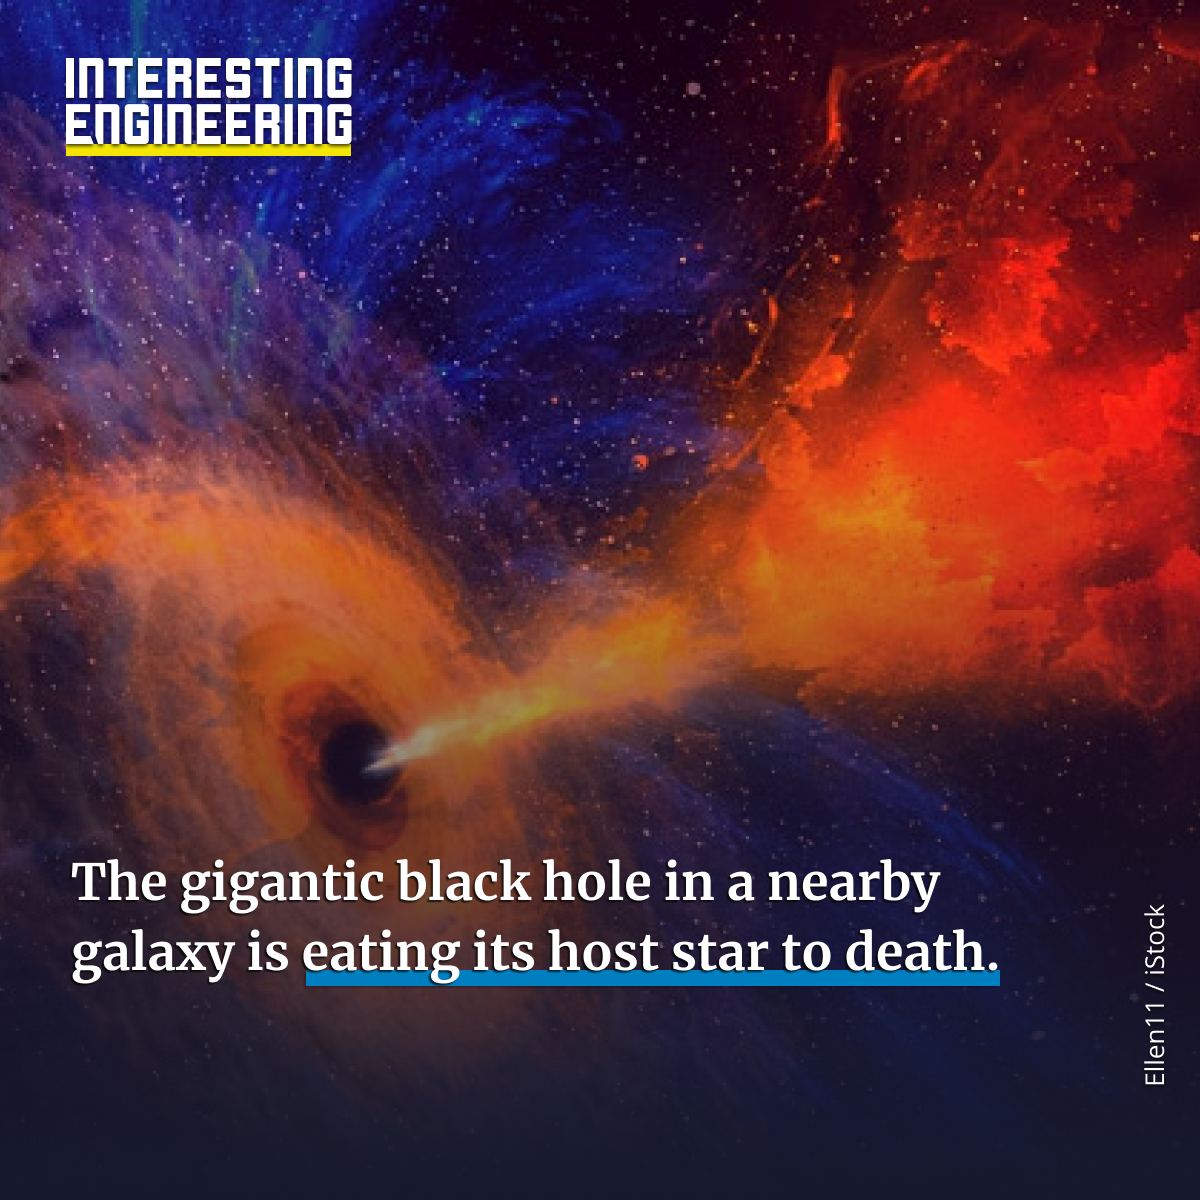 INTERESTING
ENGINEERING
The gigantic black hole in a nearby
galaxy is eating its host star to death.
Ellen11 / iStock